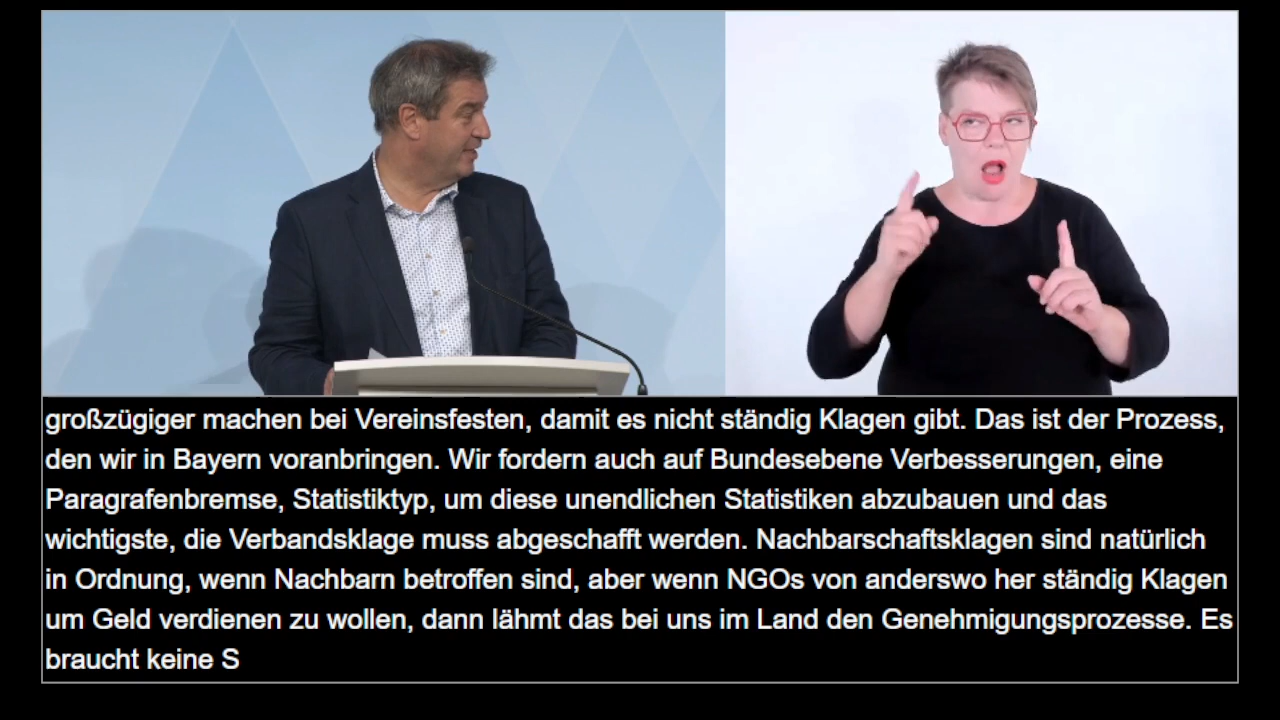 großzügiger machen bei Vereinsfesten, damit es nicht ständig Klagen gibt. Das ist der Prozess,
den wir in Bayern voranbringen. Wir fordern auch auf Bundesebene Verbesserungen, eine
Paragrafenbremse, Statistiktyp, um diese unendlichen Statistiken abzubauen und das
wichtigste, die Verbandsklage muss abgeschafft werden. Nachbarschaftsklagen sind natürlich
in Ordnung, wenn Nachbarn betroffen sind, aber wenn NGOs von anderswo her ständig Klagen
um Geld verdienen zu wollen, dann lähmt das bei uns im Land den Genehmigungsprozesse. Es
braucht keine S